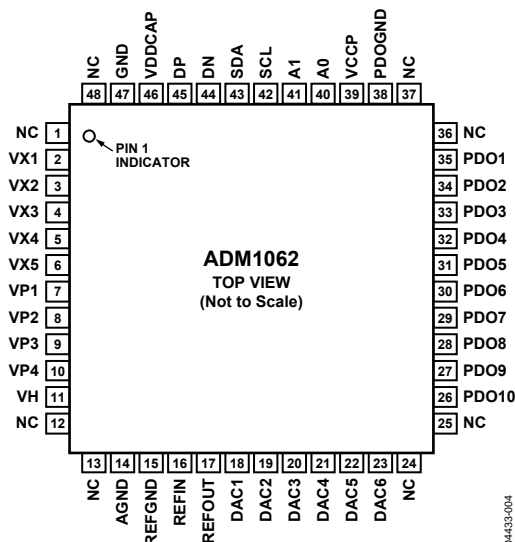 NC
GND
VDDCAP
DP
DN
SDA
SCL
A1
A0
VCCP
PDOGND
NC
48 47 46 45 44 43 42 41 40 39 38 37
NC 1
VX1 2
VX2 3
VX3 4
VX4 5
VX5 6
VP1 7
VP2 8
VP3 9
VP4 10
VH 11
NC 12
PIN 1
INDICATOR
ADM1062
TOP VIEW
(Not to Scale)
36 NC
35 PDO1
34 PDO2
33 PDO3
32 PDO4
31 PDO5
30 PDO6
29 PDO7
28 PDO8
27 PDO9
26 PDO10
25 NC
13 14 15 16 17 18 19 20 21 22 23 24
NC
AGND
REFGND
REFIN
REFOUT
DAC1
DAC2
DAC3
DAC4
DAC5
DAC6
NC
04433-004